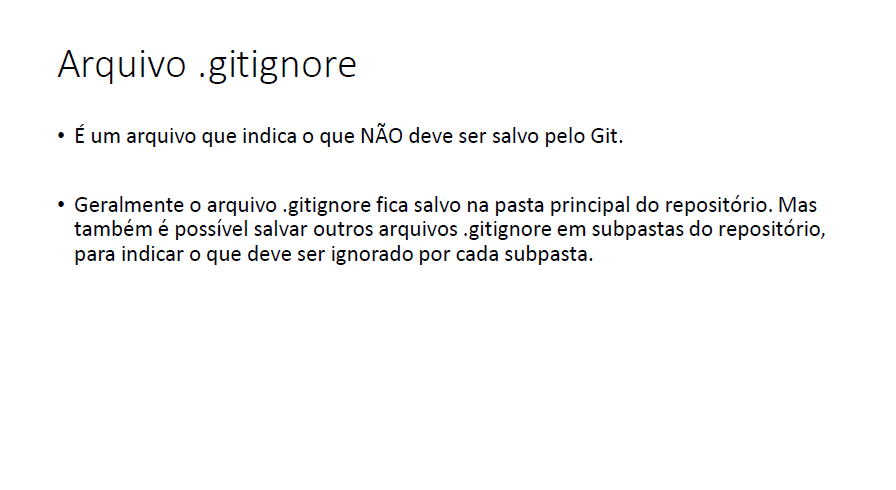 Arquivo .gitignore
• É um arquivo que indica o que NÃO deve ser salvo pelo Git.
• Geralmente o arquivo .gitignore fica salvo na pasta principal do repositório. Mas
também é possível salvar outros arquivos .gitignore em subpastas do repositório,
para indicar o que deve ser ignorado por cada subpasta.